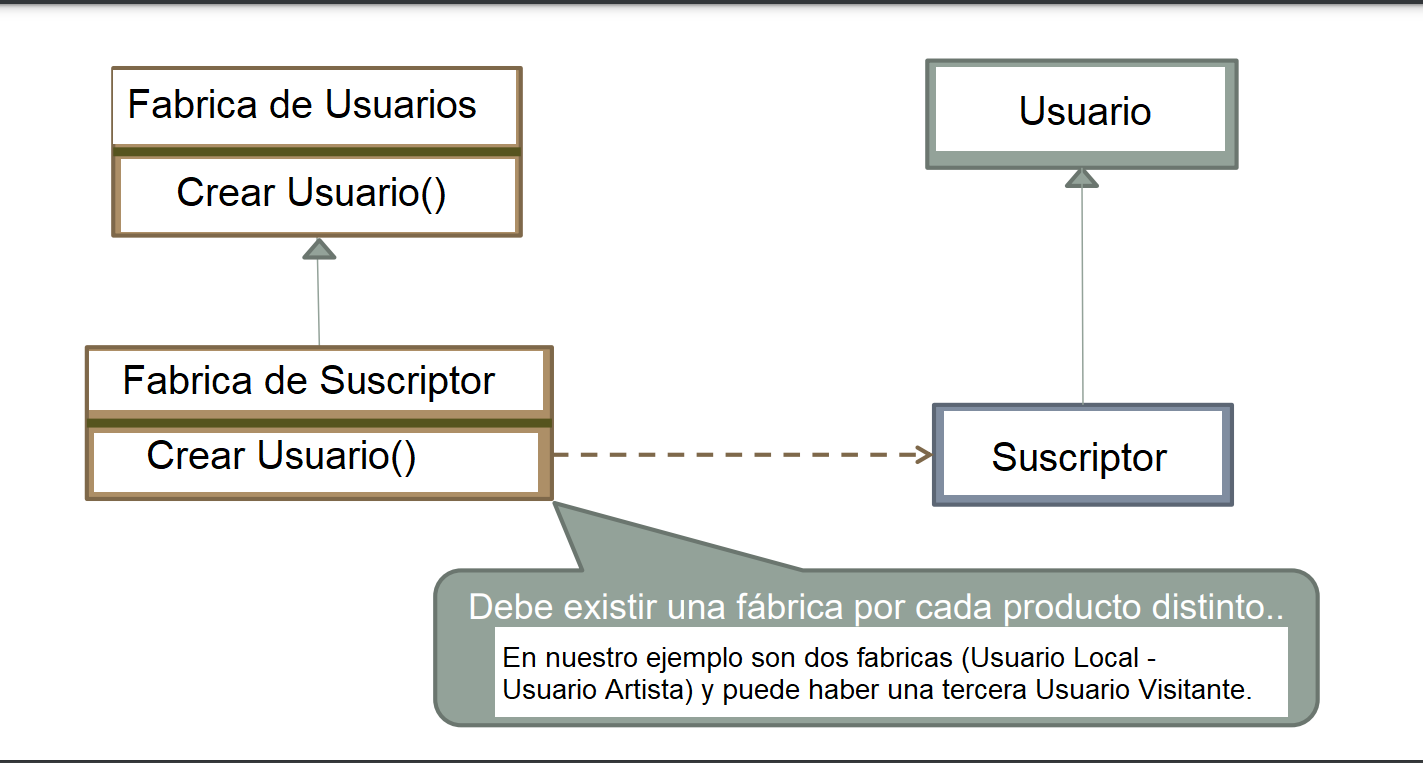 Fabrica de Usuarios
Crear Usuario()
Usuario
Fabrica de Suscriptor
Crear Usuario()
Suscriptor
Debe existir una fábrica por cada producto distinto..
En nuestro ejemplo son dos fabricas (Usuario Local -
Usuario Artista) y puede haber una tercera Usuario Visitante.